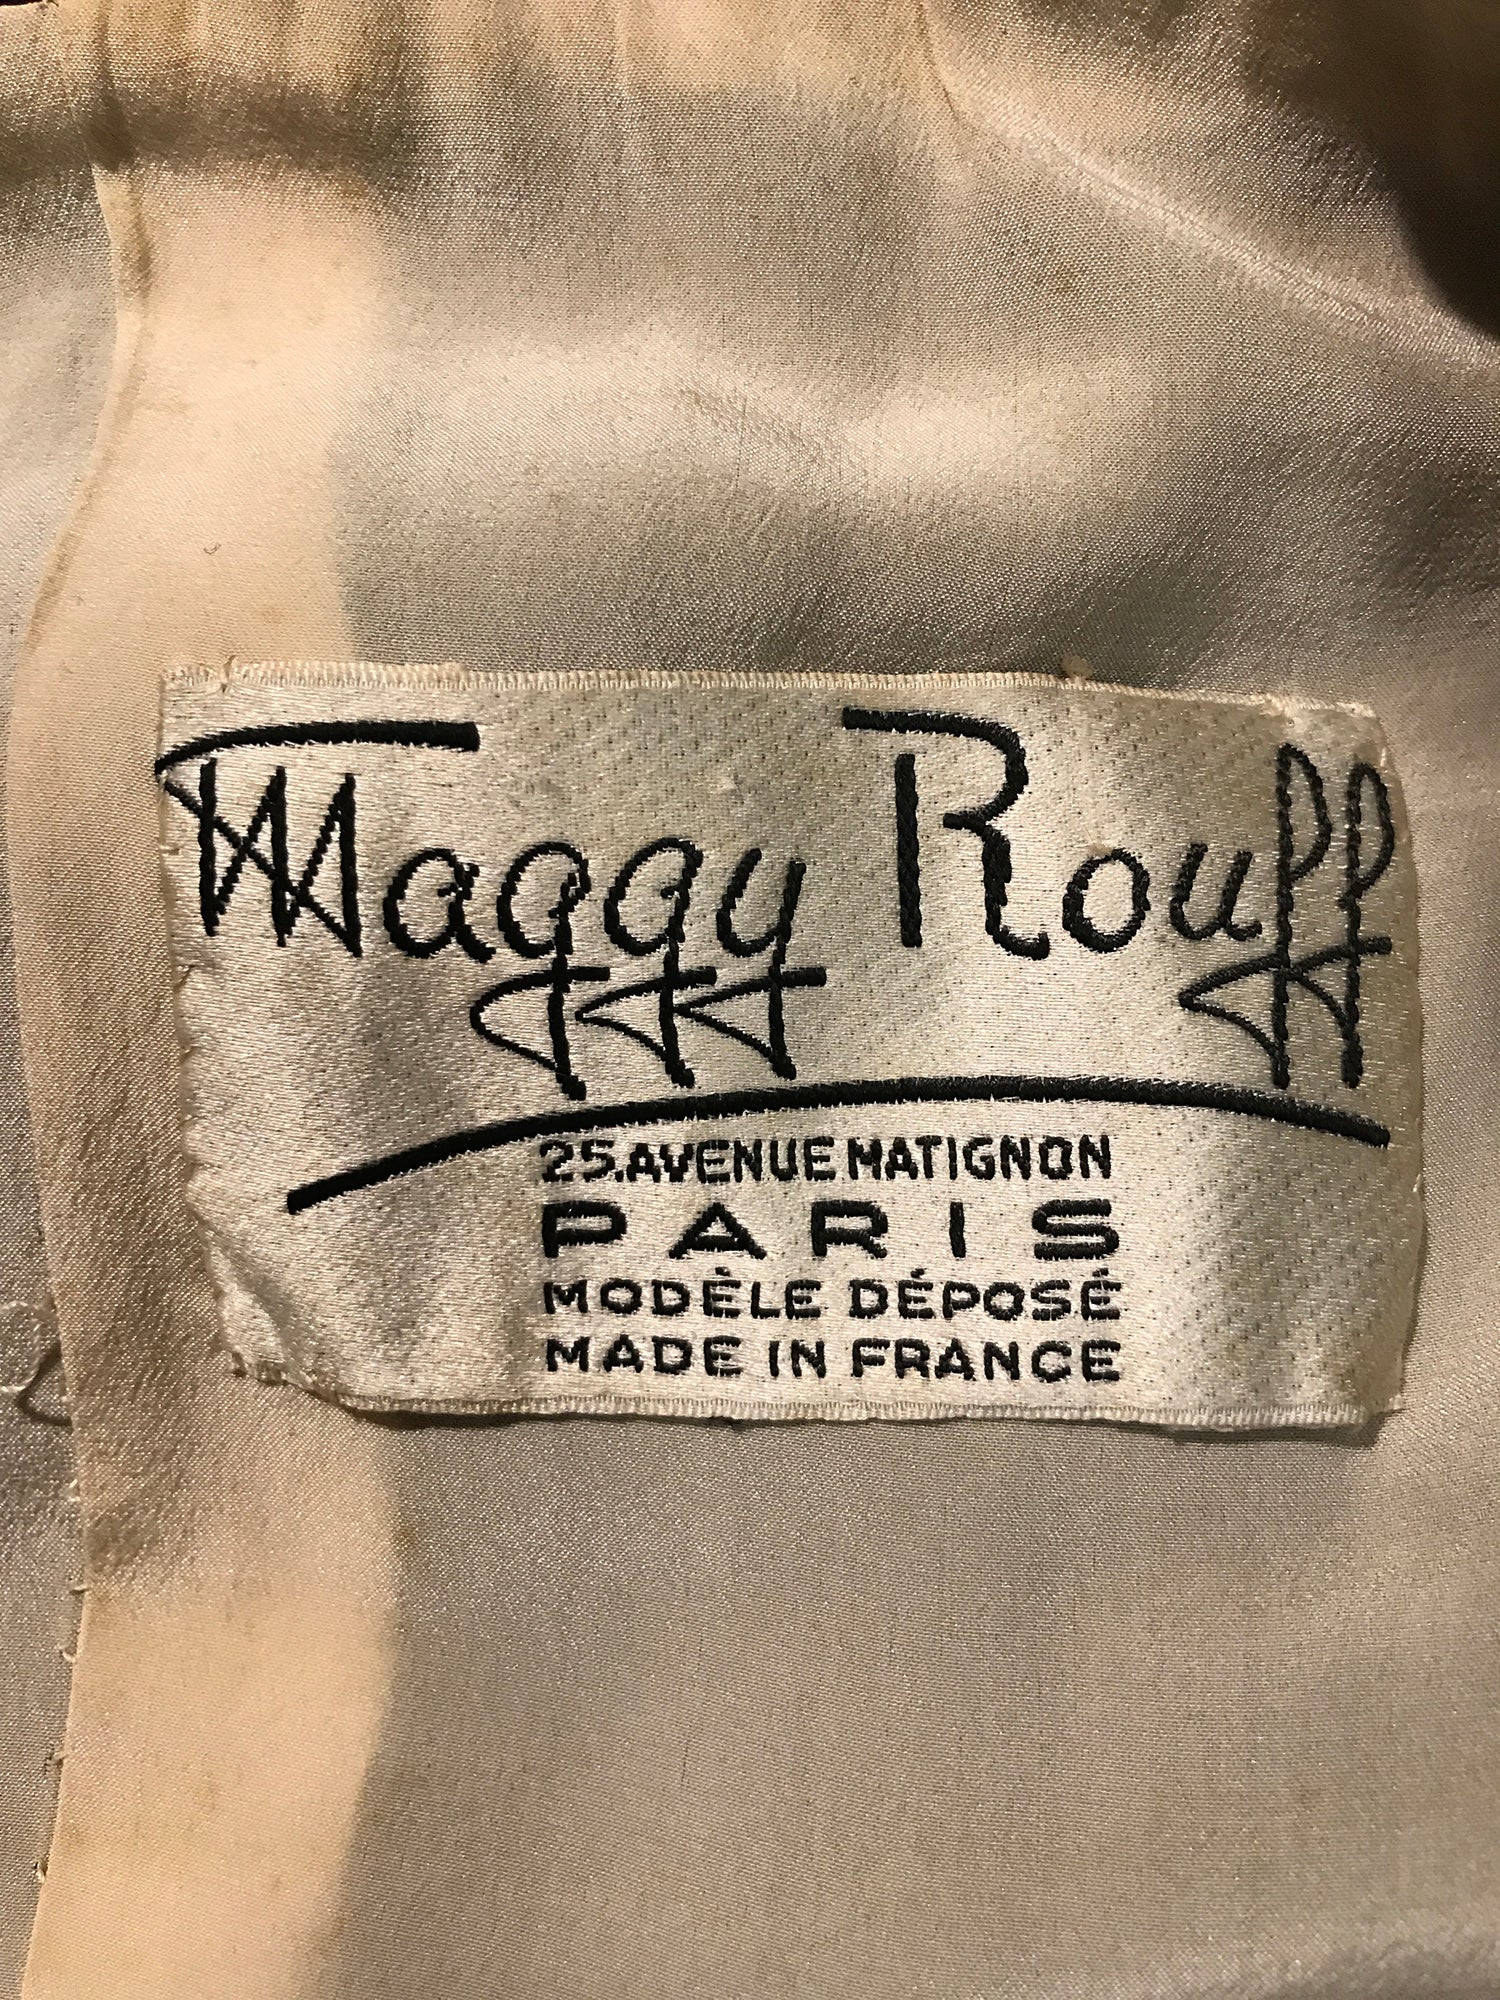 Maggy Rouff
25.AVENUE MATIGNON
PARIS
MODÈLE DÉPOSÉ
MADE IN FRANCE